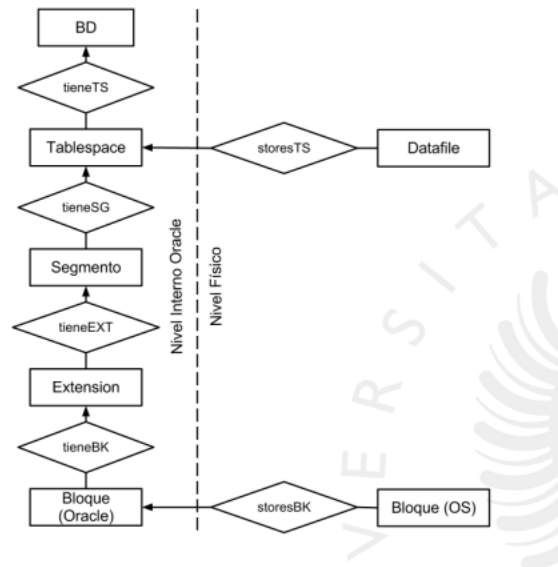 BD
tieneTS
Tablespace
storesTS
Datafile
tieneSG
Segmento
Nivel Interno Oracle
Nivel Físico
tieneEXT
Extension
tieneBK
Bloque
(Oracle)
storesBK
Bloque (OS)
V E R S I T A